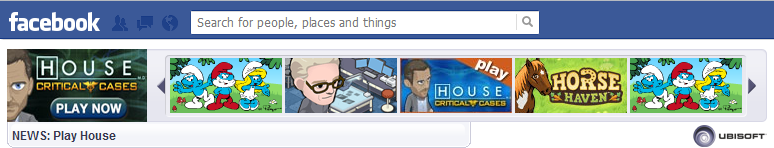 facebook
Search for people, places and things
HOUSE M.D.
CRITICAL CASES
PLAY NOW
play
HOUSE
CRITICAL CASES
HORSE
HAVEN
NEWS: Play House
UBISOFT